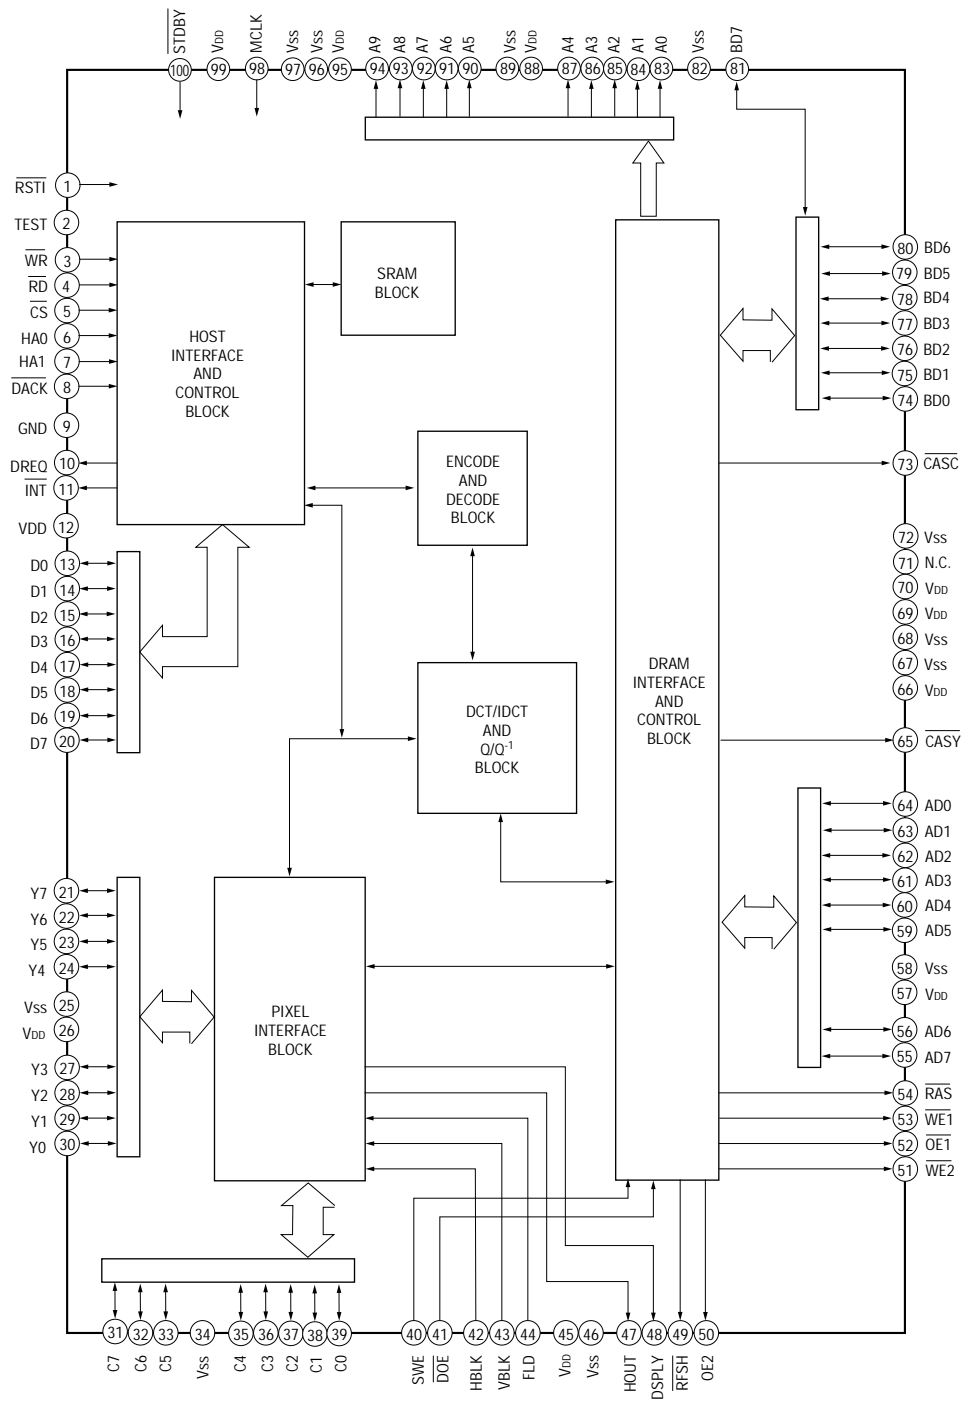 STDBY
VDD
MCLK
Vss
Vss
VDD
A9
A8
A7
A6
A5
Vss
VDD
A4
A3
A2
A1
A0
Vss
BD7
100
99
98
97
96
95
94
93
92
91
90
89
88
87
86
85
84
83
82
81
RSTI 1
TEST 2
WR 3
RD 4
CS 5
HA0 6
HA1 7
DACK 8
GND 9
DREQ 10
INT 11
VDD 12
D0 13
D1 14
D2 15
D3 16
D4 17
D5 18
D6 19
D7 20
Y7 21
Y6 22
Y5 23
Y4 24
Vss 25
VDD 26
Y3 27
Y2 28
Y1 29
Y0 30
HOST
INTERFACE
AND
CONTROL
BLOCK
SRAM
BLOCK
ENCODE
AND
DECODE
BLOCK
DCT/IDCT
AND
Q/Q-1
BLOCK
PIXEL
INTERFACE
BLOCK
DRAM
INTERFACE
AND
CONTROL
BLOCK
80 BD6
79 BD5
78 BD4
77 BD3
76 BD2
75 BD1
74 BD0
73 CASC
72 Vss
71 N.C.
70 VDD
69 VDD
68 Vss
67 Vss
66 VDD
65 CASY
64 AD0
63 AD1
62 AD2
61 AD3
60 AD4
59 AD5
58 Vss
57 VDD
56 AD6
55 AD7
54 RAS
53 WE1
52 OE1
51 WE2
31
32
33
34
35
36
37
38
39
40
41
42
43
44
45
46
47
48
49
50
C7
C6
C5
Vss
C4
C3
C2
C1
C0
SWE
DOE
HBLK
VBLK
FLD
VDD
Vss
HOUT
DSPLY
RFSH
OE2